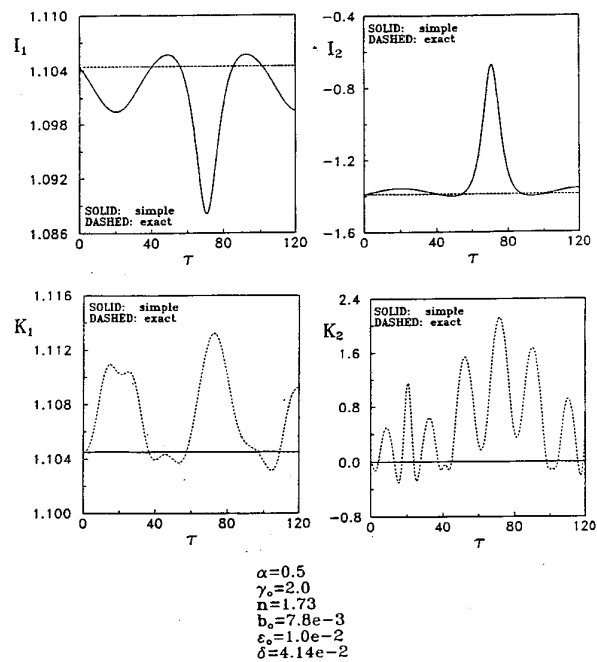 I₁
1.110
1.104
1.098
1.092
1.086
SOLID: simple
DASHED: exact
0 40 80 120
τ
I₂
−0.4
−0.8
−1.2
−1.6
SOLID: simple
DASHED: exact
0 40 80 120
τ
K₁
1.116
1.112
1.108
1.104
1.100
SOLID: simple
DASHED: exact
0 40 80 120
τ
K₂
2.4
1.6
0.8
0.0
−0.8
SOLID: simple
DASHED: exact
0 40 80 120
τ
α=0.5
γₒ=2.0
n=1.73
bₒ=7.8e−3
εₒ=1.0e−2
δ=4.14e−2